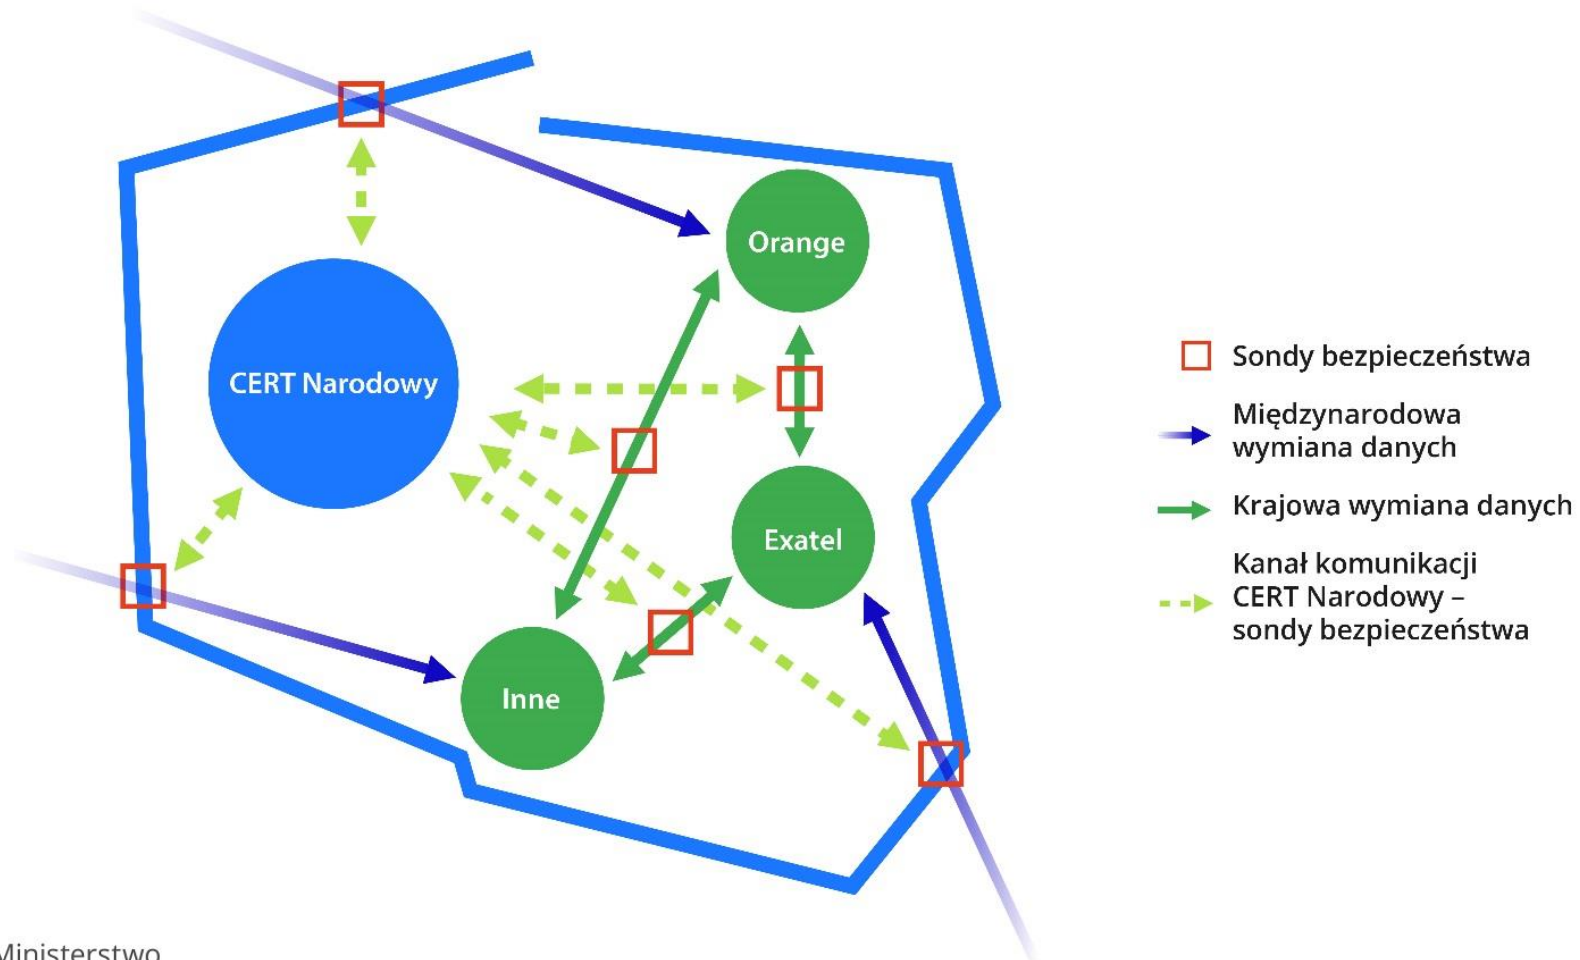 Orange
CERT Narodowy
Exatel
Inne
Sondy bezpieczeństwa
Międzynarodowa
wymiana danych
Krajowa wymiana danych
Kanał komunikacji
CERT Narodowy –
sondy bezpieczeństwa
Ministerstwo